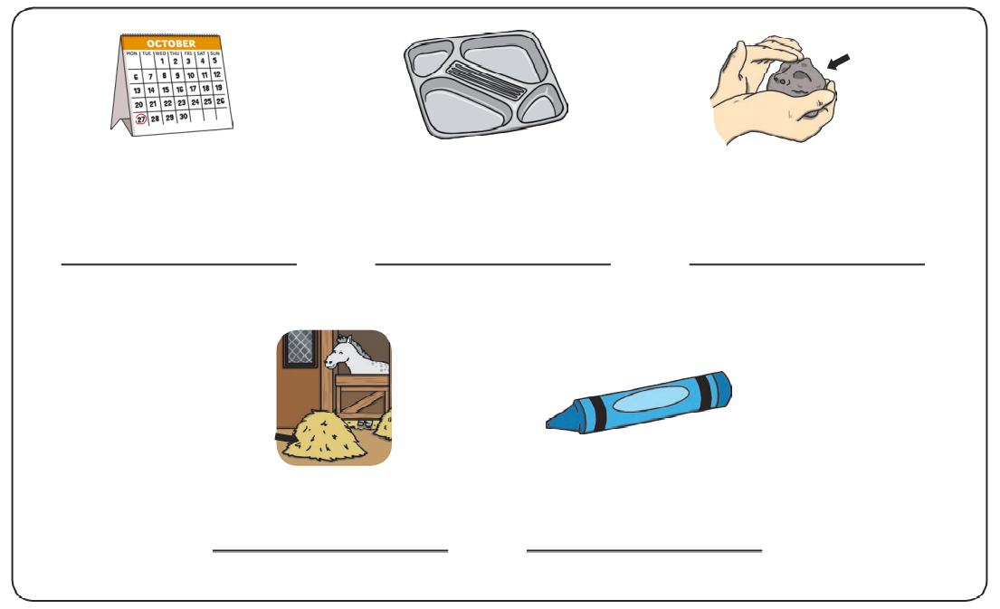 OCTOBER
MON TUE WED THU FRI SAT SUN
1 2 3 4 5
6 7 8 9 10 11 12
13 14 15 16 17 18 19
20 21 22 23 24 25 26
27 28 29 30